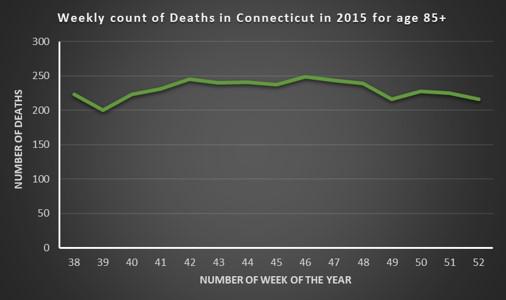 Weekly count of Deaths in Connecticut in 2015 for age 85+
300
250
200
150
100
50
0
NUMBER OF DEATHS
38 39 40 41 42 43 44 45 46 47 48 49 50 51 52
NUMBER OF WEEK OF THE YEAR